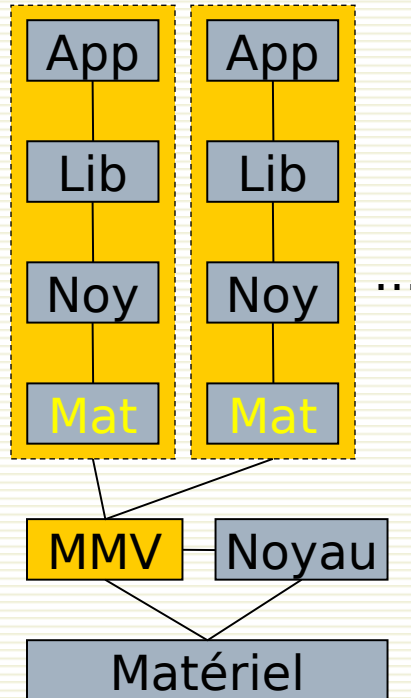 App
App
Lib
Lib
Noy
Noy
...
Mat
Mat
MMV
Noyau
Matériel